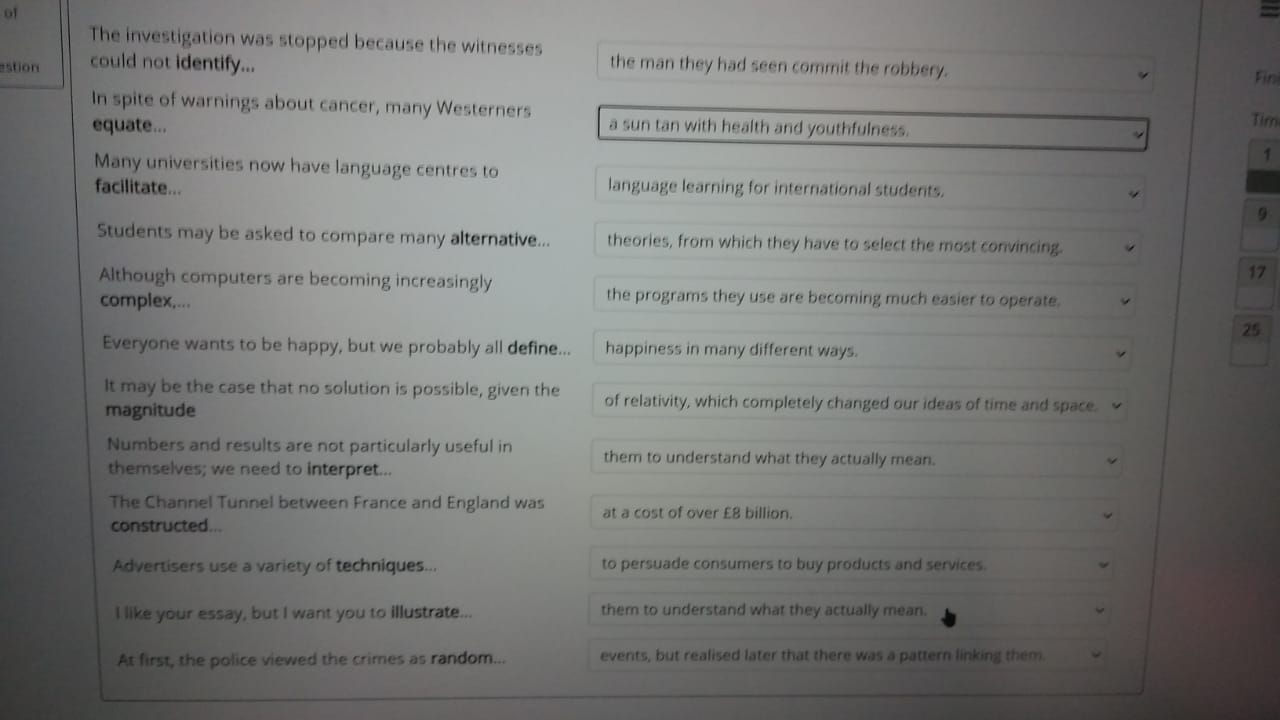 of
The investigation was stopped because the witnesses
could not identify...
the man they had seen commit the robbery.
In spite of warnings about cancer, many Westerners
equate...
a sun tan with health and youthfulness.
Many universities now have language centres to
facilitate...
language learning for international students.
Students may be asked to compare many alternative...
theories, from which they have to select the most convincing.
Although computers are becoming increasingly
complex,...
the programs they use are becoming much easier to operate.
Everyone wants to be happy, but we probably all define...
happiness in many different ways.
It may be the case that no solution is possible, given the
magnitude
of relativity, which completely changed our ideas of time and space.
Numbers and results are not particularly useful in
themselves; we need to interpret...
them to understand what they actually mean.
The Channel Tunnel between France and England was
constructed...
at a cost of over £8 billion.
Advertisers use a variety of techniques...
to persuade consumers to buy products and services.
I like your essay, but I want you to illustrate...
them to understand what they actually mean.
At first, the police viewed the crimes as random...
events, but realised later that there was a pattern linking them.
1
9
17
25